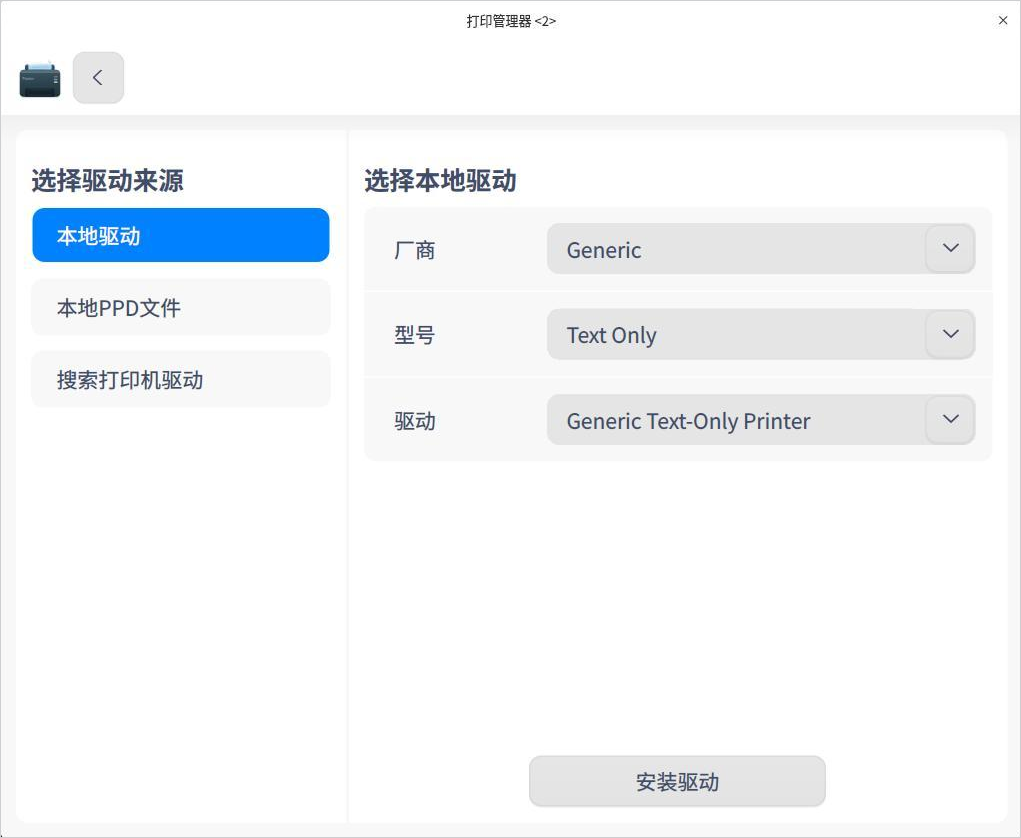 打印管理器 <2>
选择驱动来源
本地驱动
本地PPD文件
搜索打印机驱动
选择本地驱动
厂商
Generic
型号
Text Only
驱动
Generic Text-Only Printer
安装驱动